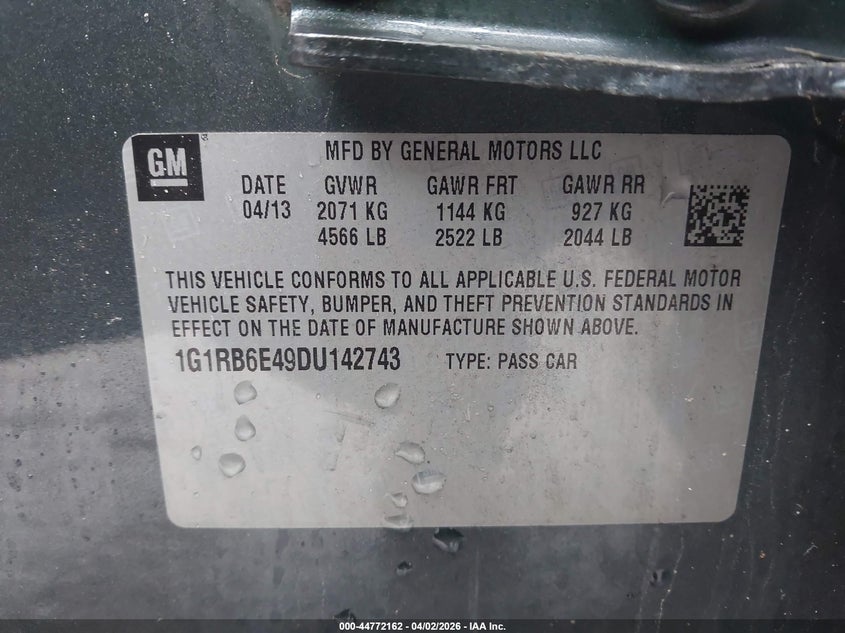 GM
MFD BY GENERAL MOTORS LLC
DATE GVWR GAWR FRT GAWR RR
04/13 2071 KG 1144 KG 927 KG
4566 LB 2522 LB 2044 LB
THIS VEHICLE CONFORMS TO ALL APPLICABLE U.S. FEDERAL MOTOR
VEHICLE SAFETY, BUMPER, AND THEFT PREVENTION STANDARDS IN
EFFECT ON THE DATE OF MANUFACTURE SHOWN ABOVE.
1G1RB6E49DU142743 TYPE: PASS CAR
000-44772162 - 04/02/2026 - IAA Inc.